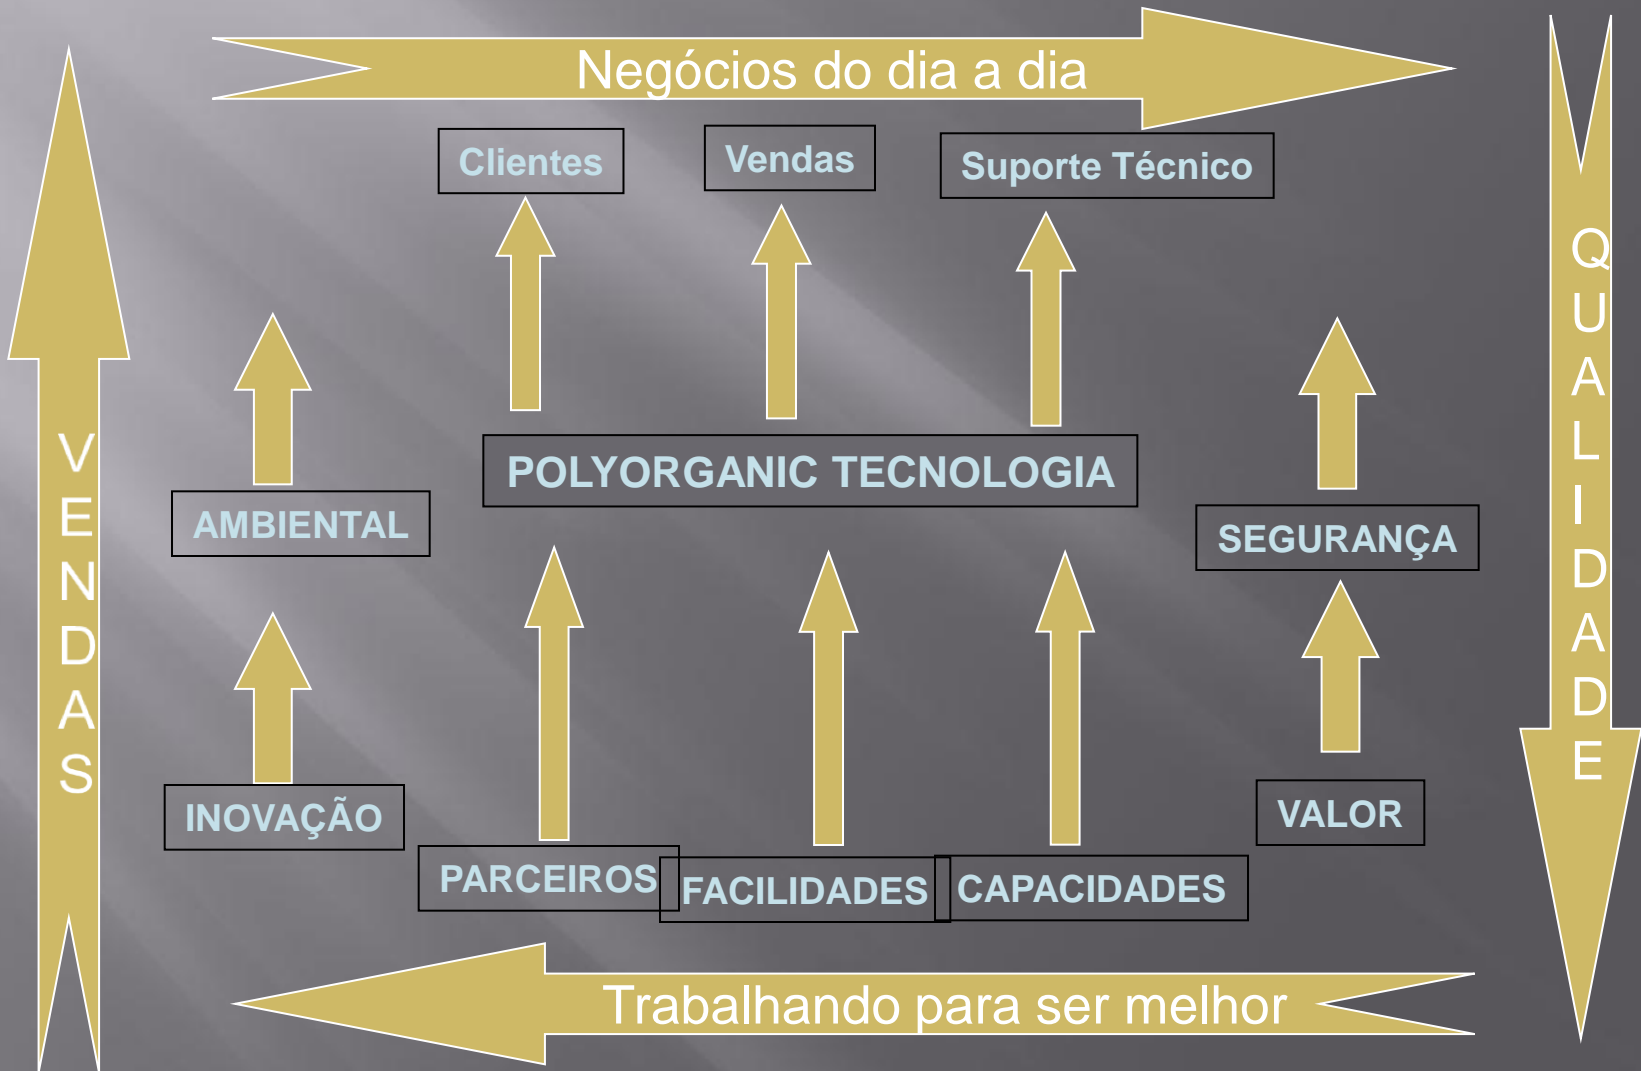 Negócios do dia a dia
Clientes
Vendas
Suporte Técnico
VENDAS
QUALIDADE
POLYORGANIC TECNOLOGIA
AMBIENTAL
SEGURANÇA
INOVAÇÃO
VALOR
PARCEIROS
FACILIDADES
CAPACIDADES
Trabalhando para ser melhor